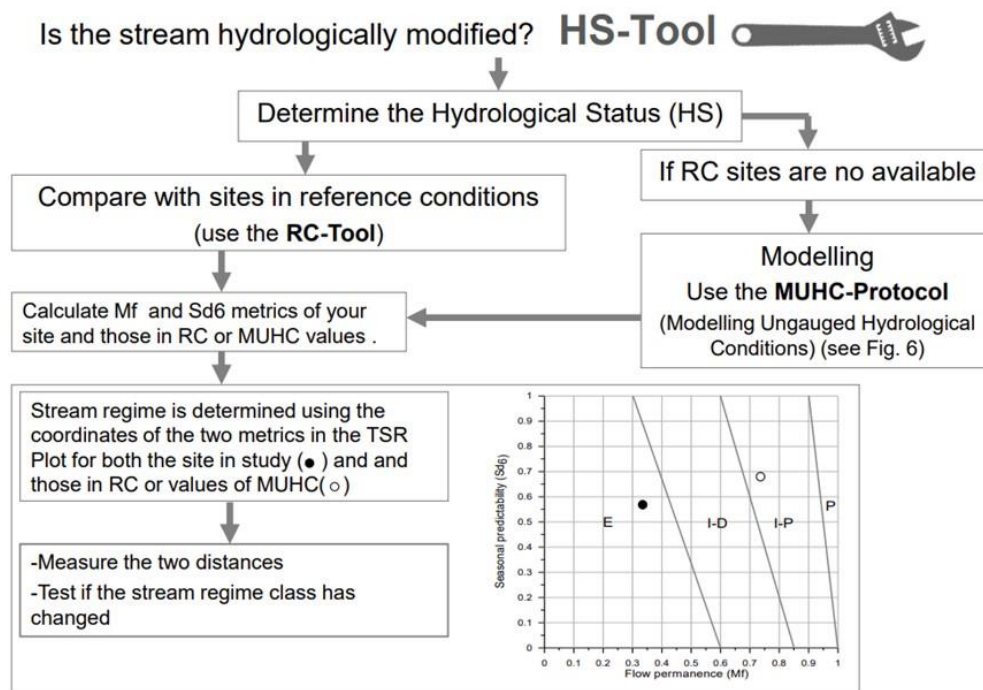 Is the stream hydrologically modified? HS-Tool
Determine the Hydrological Status (HS)
If RC sites are no available
Compare with sites in reference conditions
(use the RC-Tool)
Modelling
Use the MUHC-Protocol
(Modelling Ungauged Hydrological
Conditions) (see Fig. 6)
Calculate Mf and Sd6 metrics of your
site and those in RC or MUHC values .
Stream regime is determined using the
coordinates of the two metrics in the TSR
Plot for both the site in study (●) and and
those in RC or values of MUHC(○)
-Measure the two distances
-Test if the stream regime class has
changed
Seasonal predictability (Sd6)
1
0.9
0.8
0.7
0.6
0.5
0.4
0.3
0.2
0.1
0
E
I-D
I-P
P
0 0.1 0.2 0.3 0.4 0.5 0.6 0.7 0.8 0.9 1
Flow permanence (Mf)